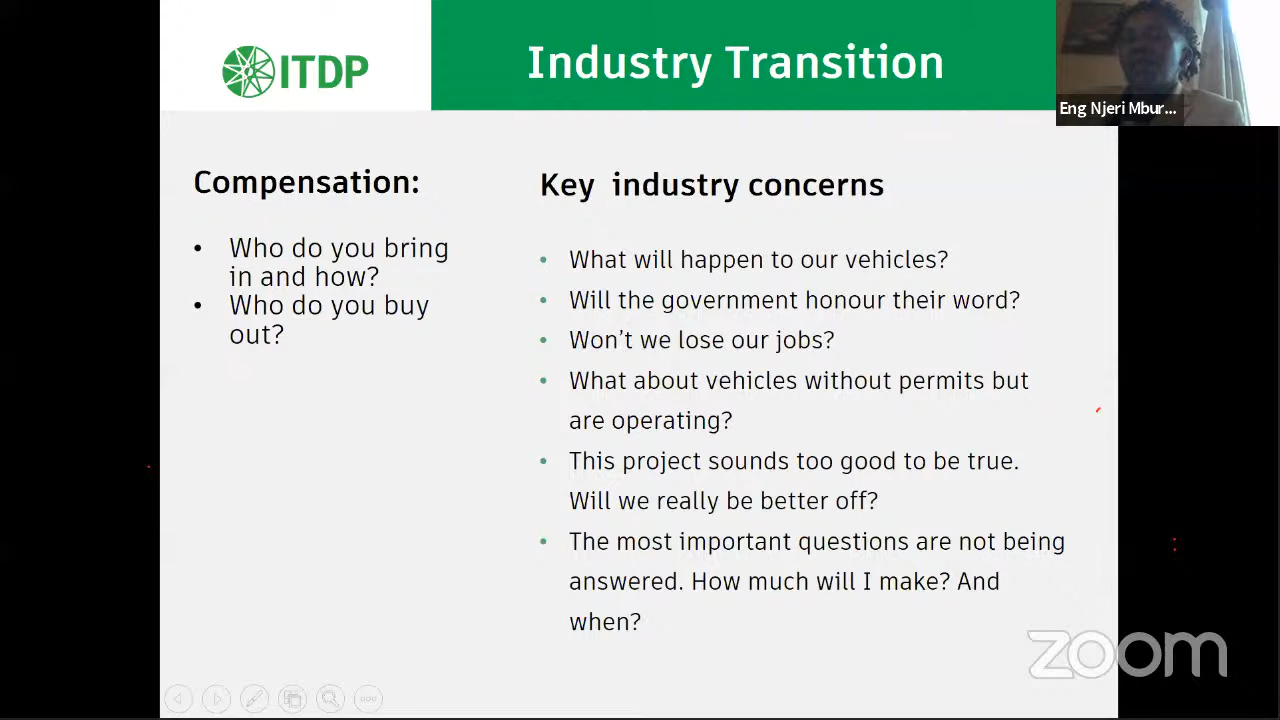 ITDP
Industry Transition
Eng Njeri Mbur...
Compensation:
• Who do you bring
in and how?
• Who do you buy
out?
Key industry concerns
• What will happen to our vehicles?
• Will the government honour their word?
• Won't we lose our jobs?
• What about vehicles without permits but
are operating?
• This project sounds too good to be true.
Will we really be better off?
• The most important questions are not being
answered. How much will I make? And
when?
zoom